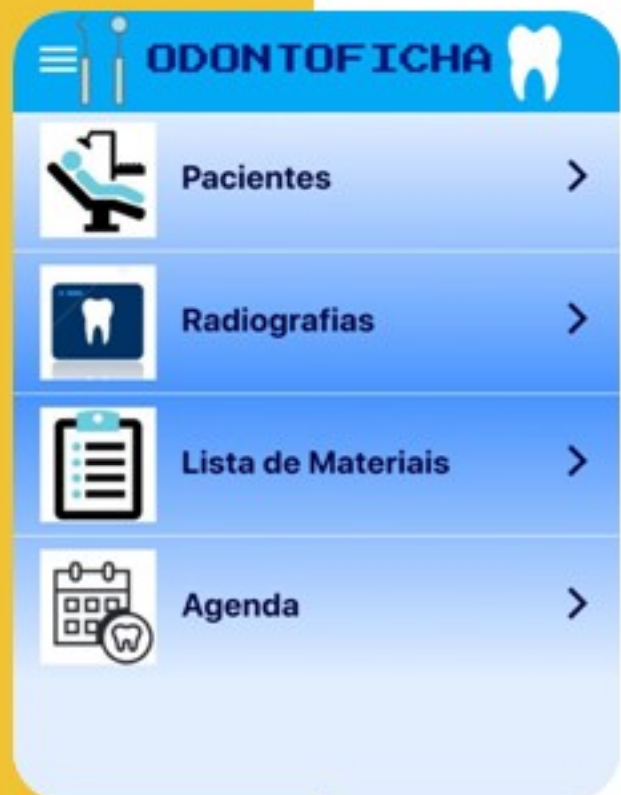 ODONTOFICHA
Pacientes
Radiografias
Lista de Materiais
Agenda